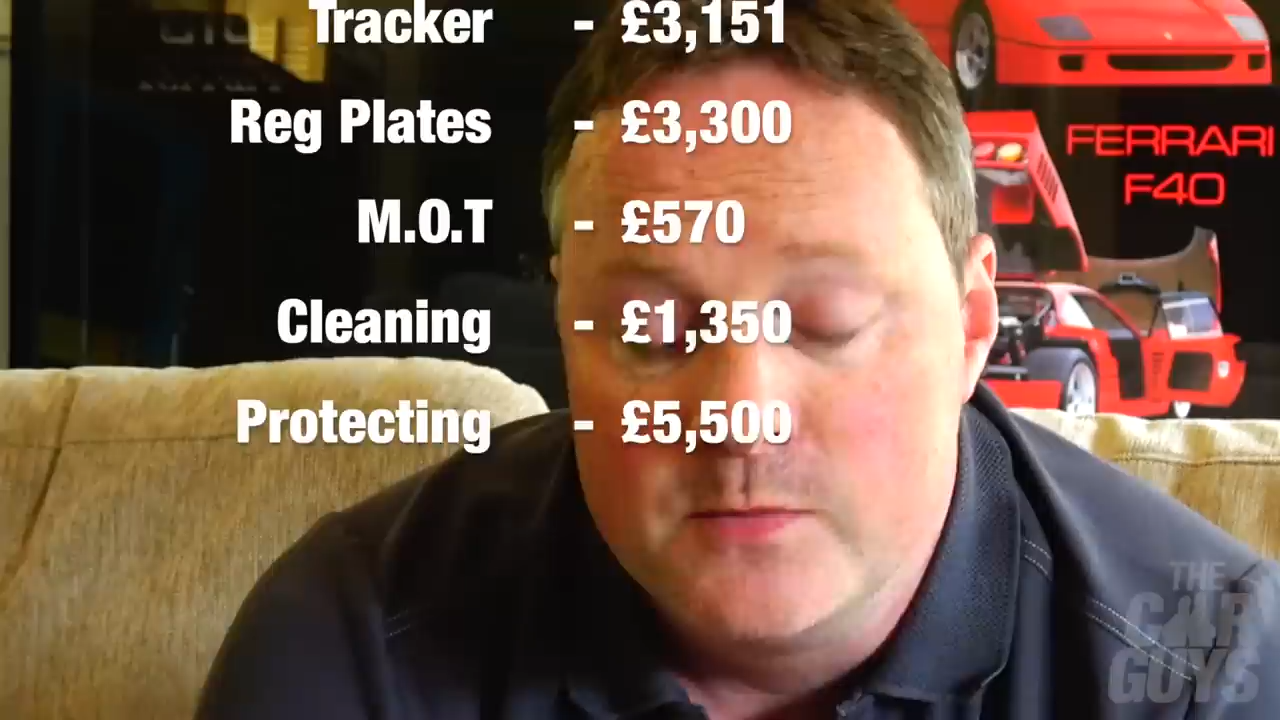 Tracker - £3,151
Reg Plates - £3,300
M.O.T - £570
Cleaning - £1,350
Protecting - £5,500
FERRARI
F40
THE
CAR
GUYS